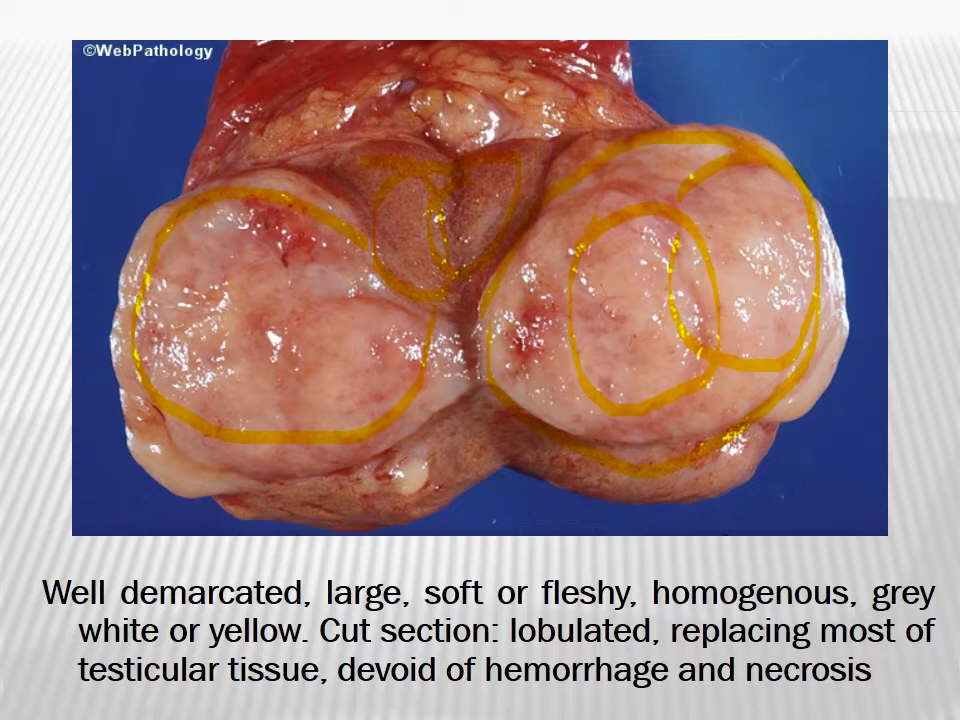 ©WebPathology
Well demarcated, large, soft or fleshy, homogenous, grey
white or yellow. Cut section: lobulated, replacing most of
testicular tissue, devoid of hemorrhage and necrosis